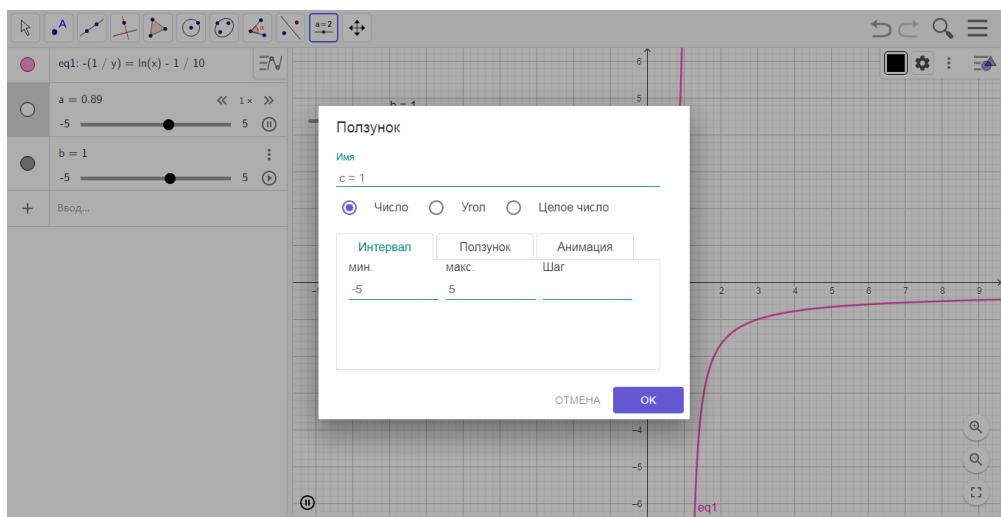 A
a=2
eq1: -(1 / y) = ln(x) - 1 / 10
a = 0.89
1 ×
-5
5
b = 1
-5
5
Ввод...
6
5
b = 1
Ползунок
Имя
c = 1
Число Угол Целое число
Интервал Ползунок Анимация
мин. макс. Шаг
-5 5
ОТМЕНА OK
2 3 4 5 6 7 8 9
-4
-5
-6
eq1